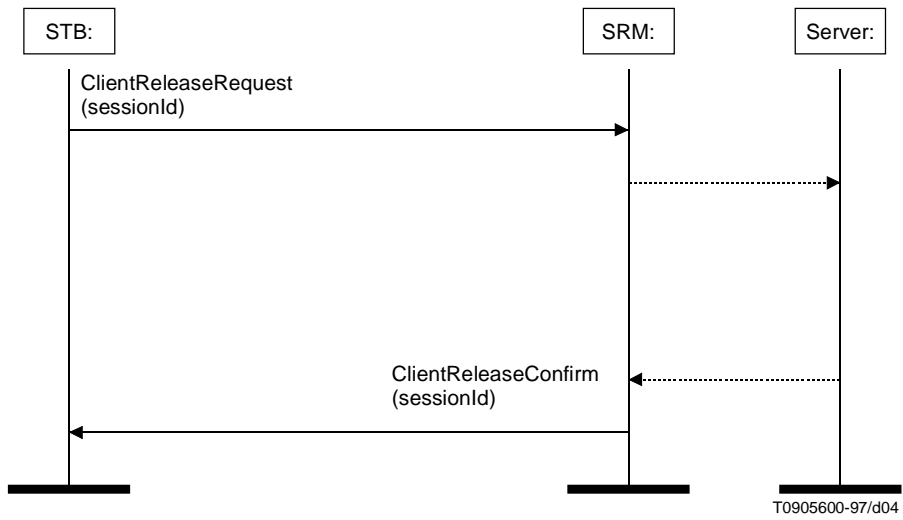 STB:
SRM:
Server:
ClientReleaseRequest
(sessionId)
ClientReleaseConfirm
(sessionId)
T0905600-97/d04